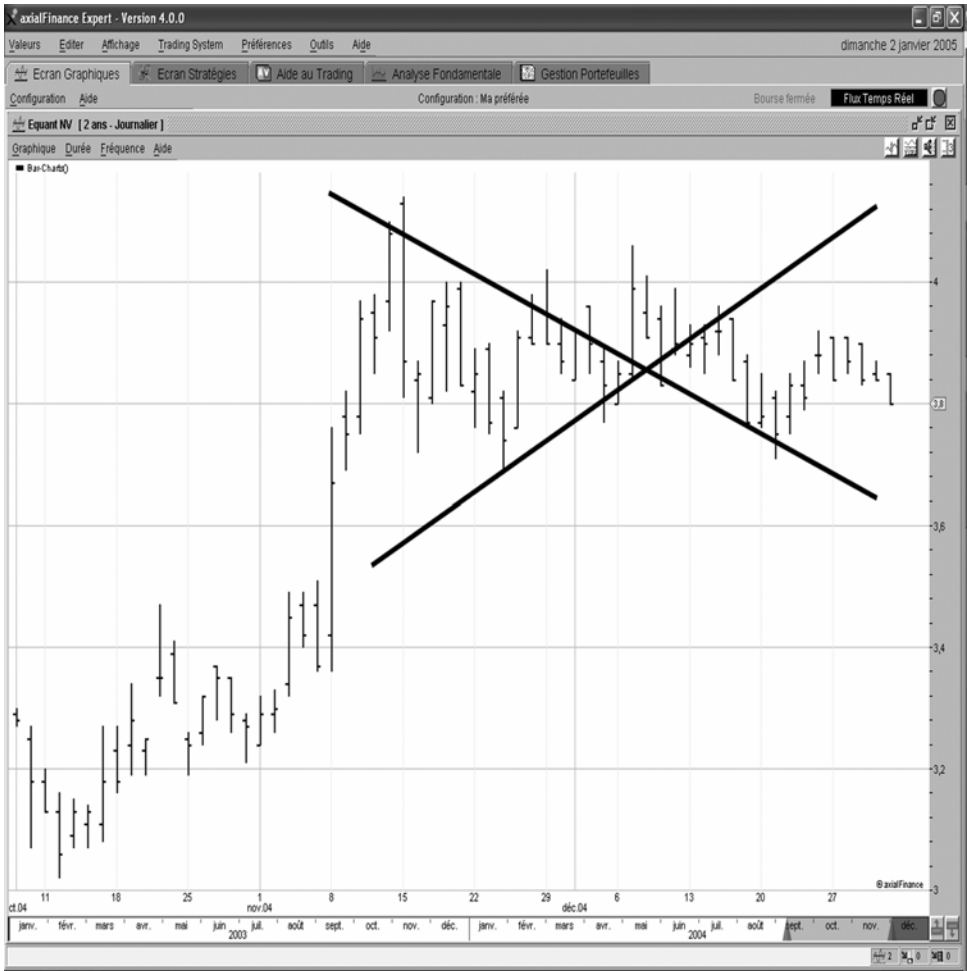 axialFinance Expert - Version 4.0.0
Valeurs Editer Affichage Trading System Préférences Outils Aide dimanche 2 janvier 2005
Ecran Graphiques Ecran Stratégies Aide au Trading Analyse Fondamentale Gestion Portefeuilles
Configuration Aide Configuration : Ma préférée Bourse fermée Flux Temps Réel
Equant NV [ 2 ans - Journalier ]
Graphique Durée Fréquence Aide
Bar-Charts()
4
3,8
3,6
3,4
3,2
3
© axialFinance
11 18 25 1 8 15 22 29 6 13 20 27
ct.04 nov.04 déc.04
janv. févr. mars avr. mai juin juil. août sept. oct. nov. déc. janv. févr. mars avr. mai juin juil. août sept. oct. nov. déc.
2003 2004
2 0 0